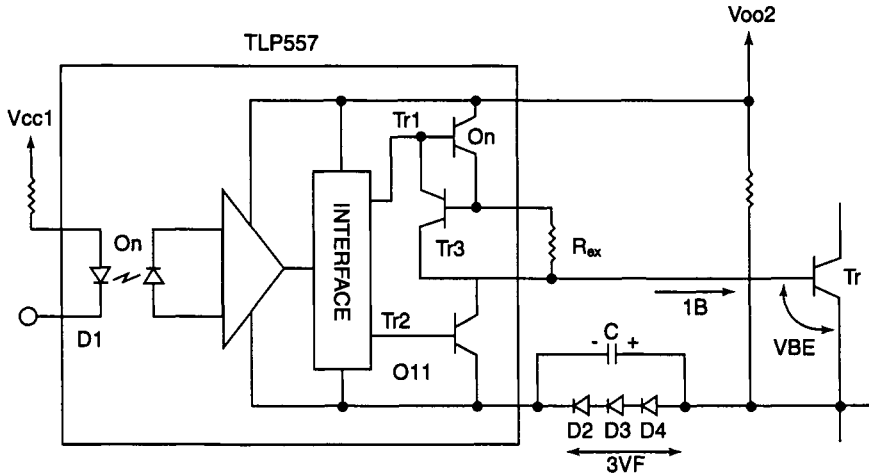 Voo2
TLP557
Vcc1
Tr1
On
On
INTERFACE
Tr3
Rex
Tr
1B
D1
Tr2
C
VBE
- +
O11
D2 D3 D4
3VF